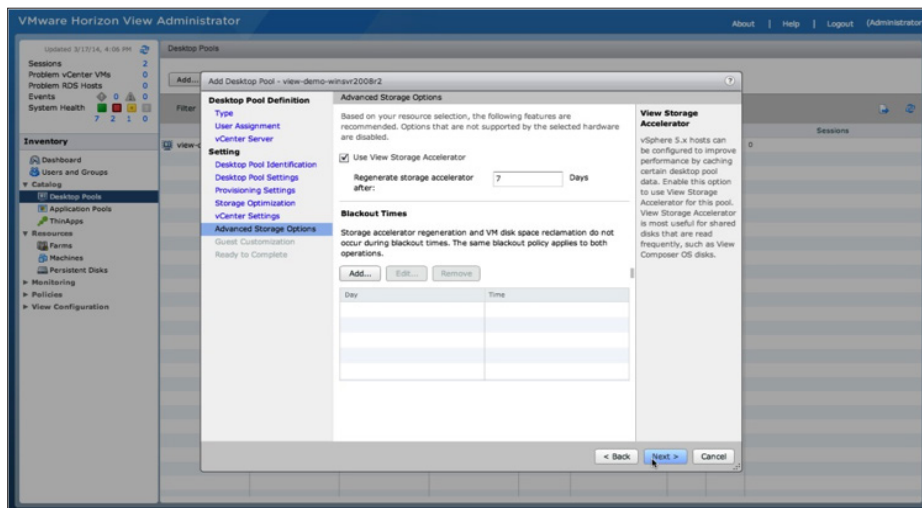 VMware Horizon View Administrator
About | Help | Logout (Administrator
Updated 3/17/14, 4:06 PM
Sessions 2
Problem vCenter VMs 0
Problem RDS Hosts 0
Events 0 0
System Health
7 2 1 0
Inventory
Dashboard
Users and Groups
Catalog
Desktop Pools
Application Pools
ThinApps
Resources
Farms
Machines
Persistent Disks
Monitoring
Policies
View Configuration
Desktop Pools
Add...
Filter
Sessions
view-c
0
Add Desktop Pool - view-demo-winsvr2008r2
?
Desktop Pool Definition
Type
User Assignment
vCenter Server
Setting
Desktop Pool Identification
Desktop Pool Settings
Provisioning Settings
Storage Optimization
vCenter Settings
Advanced Storage Options
Guest Customization
Ready to Complete
Advanced Storage Options
Based on your resource selection, the following features are
recommended. Options that are not supported by the selected hardware
are disabled.
Use View Storage Accelerator
Regenerate storage accelerator
after:
7 Days
Blackout Times
Storage accelerator regeneration and VM disk space reclamation do not
occur during blackout times. The same blackout policy applies to both
operations.
Add... Edit... Remove
Day Time
View Storage
Accelerator
vSphere 5.x hosts can
be configured to improve
performance by caching
certain desktop pool
data. Enable this option
to use View Storage
Accelerator for this pool.
View Storage Accelerator
is most useful for shared
disks that are read
frequently, such as View
Composer OS disks.
< Back Next > Cancel